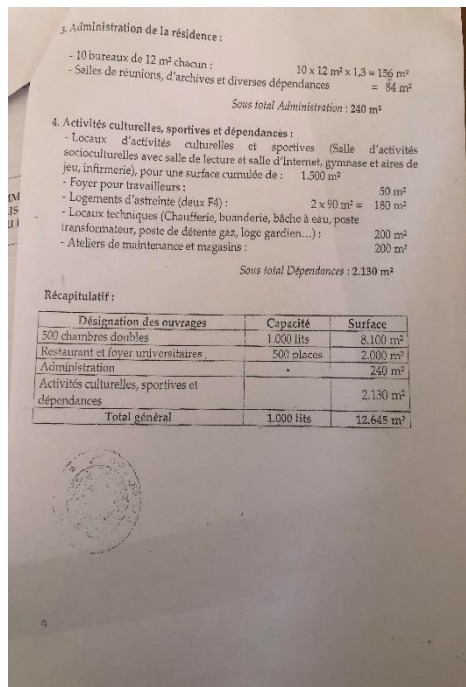 3. Administration de la résidence :
- 10 bureaux de 12 m² chacun : 10 x 12 m² x 1,3 = 156 m²
- Salles de réunions, d'archives et diverses dépendances = 84 m²
Sous total Administration : 240 m²
4. Activités culturelles, sportives et dépendances :
- Locaux d'activités culturelles et sportives (Salle d'activités
socioculturelles avec salle de lecture et salle d'Internet, gymnase et aires de
jeu, infirmerie), pour une surface cumulée de : 1.500 m²
- Foyer pour travailleurs : 50 m²
- Logements d'astreinte (deux F4) : 2 x 90 m² = 180 m²
- Locaux techniques (Chaufferie, buanderie, bâche à eau, poste
transformateur, poste de détente gaz, loge gardien...) : 200 m²
- Ateliers de maintenance et magasins : 200 m²
Sous total Dépendances : 2.130 m²
Récapitulatif :
Désignation des ouvrages Capacité Surface
500 chambres doubles 1.000 lits 8.100 m²
Restaurant et foyer universitaires 500 places 2.000 m²
Administration - 240 m²
Activités culturelles, sportives et
dépendances 2.130 m²
Total général 1.000 lits 12.645 m²